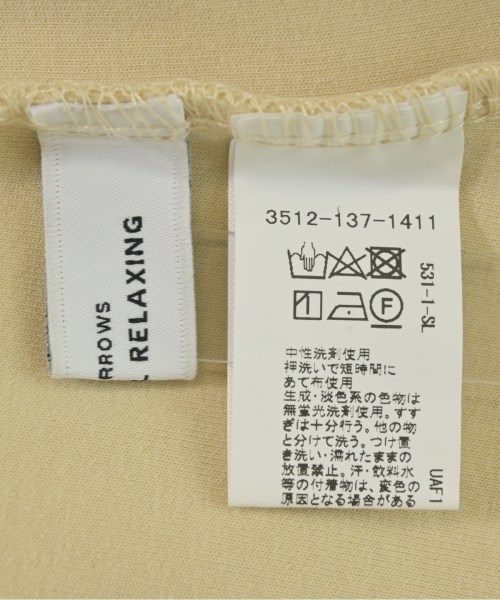 RROWS
RELAXING
3512-137-1411
531-1-SL
F
中性洗剤使用
押洗いで短時間に
あて布使用
生成・淡色系の色物は
無蛍光洗剤使用。すす
ぎは十分行う。他の物
と分けて洗う。つけ置
き洗い・濡れたままの
放置禁止。汗・飲料水
等の付着物は、変色の
原因となる場合がある
UAF1